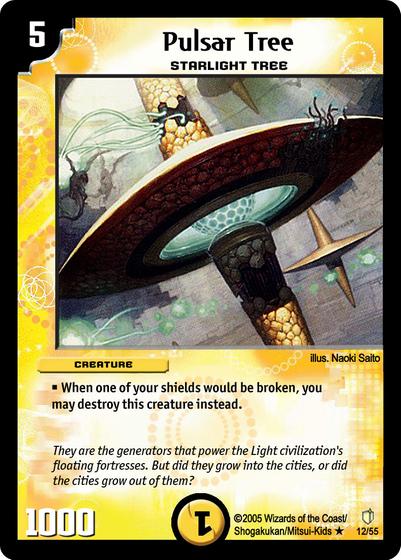 5
Pulsar Tree
STARLIGHT TREE
illus. Naoki Saito
CREATURE
▪ When one of your shields would be broken, you
may destroy this creature instead.
They are the generators that power the Light civilization's
floating fortresses. But did they grow into the cities, or did
the cities grow out of them?
1000
1
©2005 Wizards of the Coast/
Shogakukan/Mitsui-Kids ★ 12/55